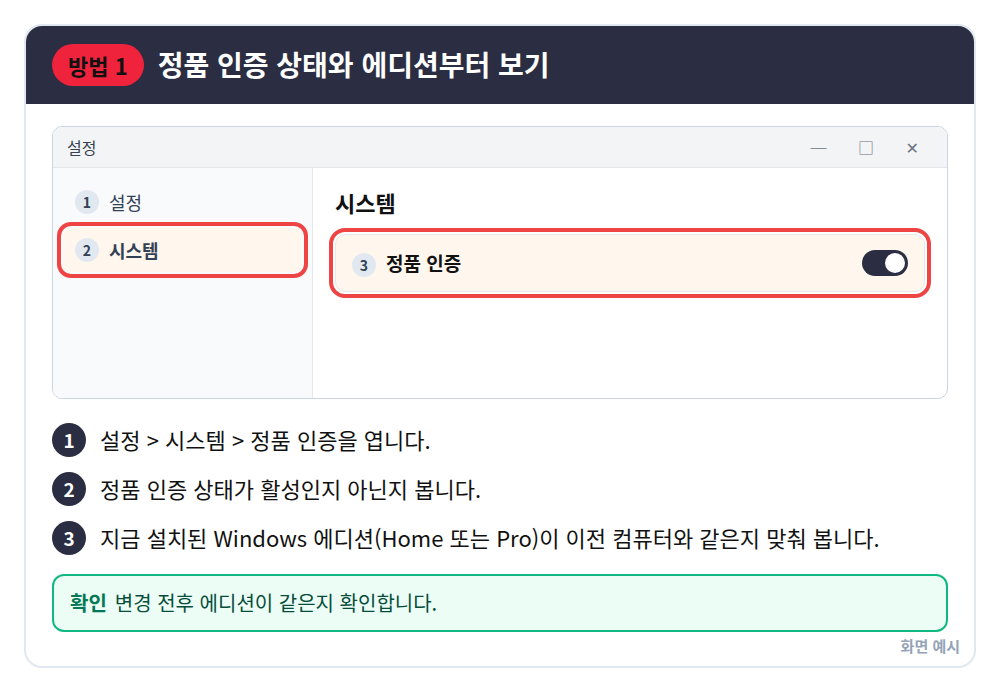 방법 1 정품 인증 상태와 에디션부터 보기
설정
1 설정
2 시스템
시스템
3 정품 인증
1 설정 > 시스템 > 정품 인증을 엽니다.
2 정품 인증 상태가 활성인지 아닌지 봅니다.
3 지금 설치된 Windows 에디션(Home 또는 Pro)이 이전 컴퓨터와 같은지 맞춰 봅니다.
확인 변경 전후 에디션이 같은지 확인합니다.
화면 예시